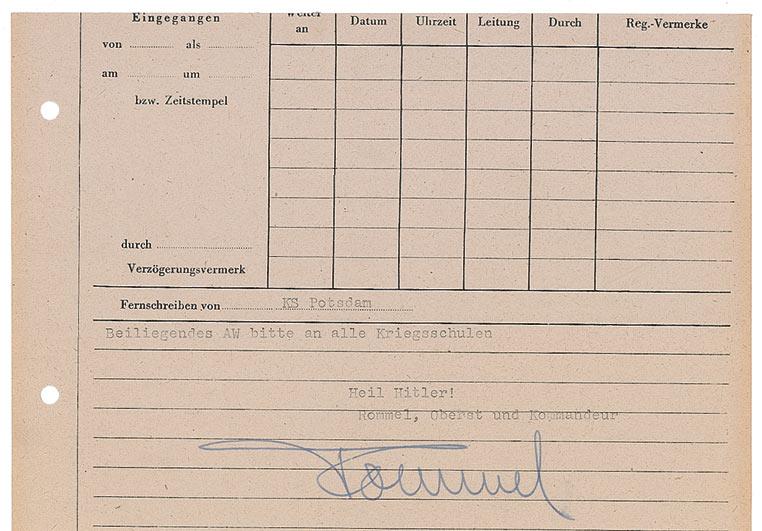 Eingegangen
von als
am um
bzw. Zeitstempel
durch
Verzögerungsvermerk
weiter an
Datum
Uhrzeit
Leitung
Durch
Reg.-Vermerke
Fernschreiben von KS Potsdam
Beiliegendes AW bitte an alle Kriegsschulen
Heil Hitler!
Rommel, Oberst und Kommandeur
Rommel